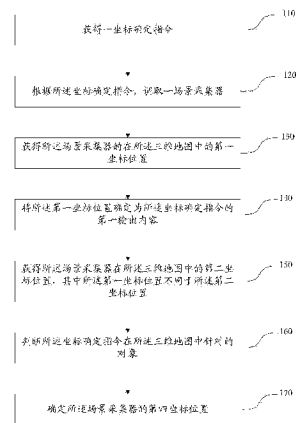 获得一坐标确定指令
110
根据所述坐标确定指令，读取一场景采集器
120
获得所述场景采集器的在所述三维地图中的第一
坐标位置
130
将所述第一坐标位置确定为所述坐标确定指令的
第一输出内容
140
获得所述场景采集器在所述三维地图中的第二坐
标位置，其中所述第一坐标位置不同于所述第二
坐标位置
150
判断所述坐标确定指令在所述三维地图中针对的
对象
160
确定所述场景采集器的第四坐标位置
170